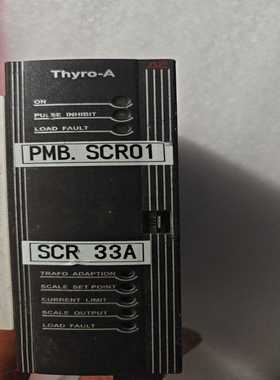 Thyro-A
AE
ON
PULSE INHIBIT
LOAD FAULT
PMB. SCR01
SCR 33A
TRAFO ADAPTION
SCALE SET POINT
CURRENT LIMIT
SCALE OUTPUT
LOAD FAULT